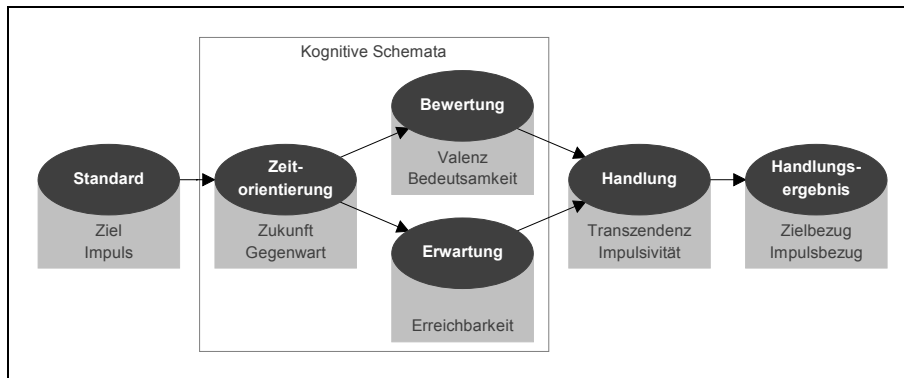 Kognitive Schemata
Standard
Ziel
Impuls
Zeit-
orientierung
Zukunft
Gegenwart
Bewertung
Valenz
Bedeutsamkeit
Erwartung
Erreichbarkeit
Handlung
Transzendenz
Impulsivität
Handlungs-
ergebnis
Zielbezug
Impulsbezug